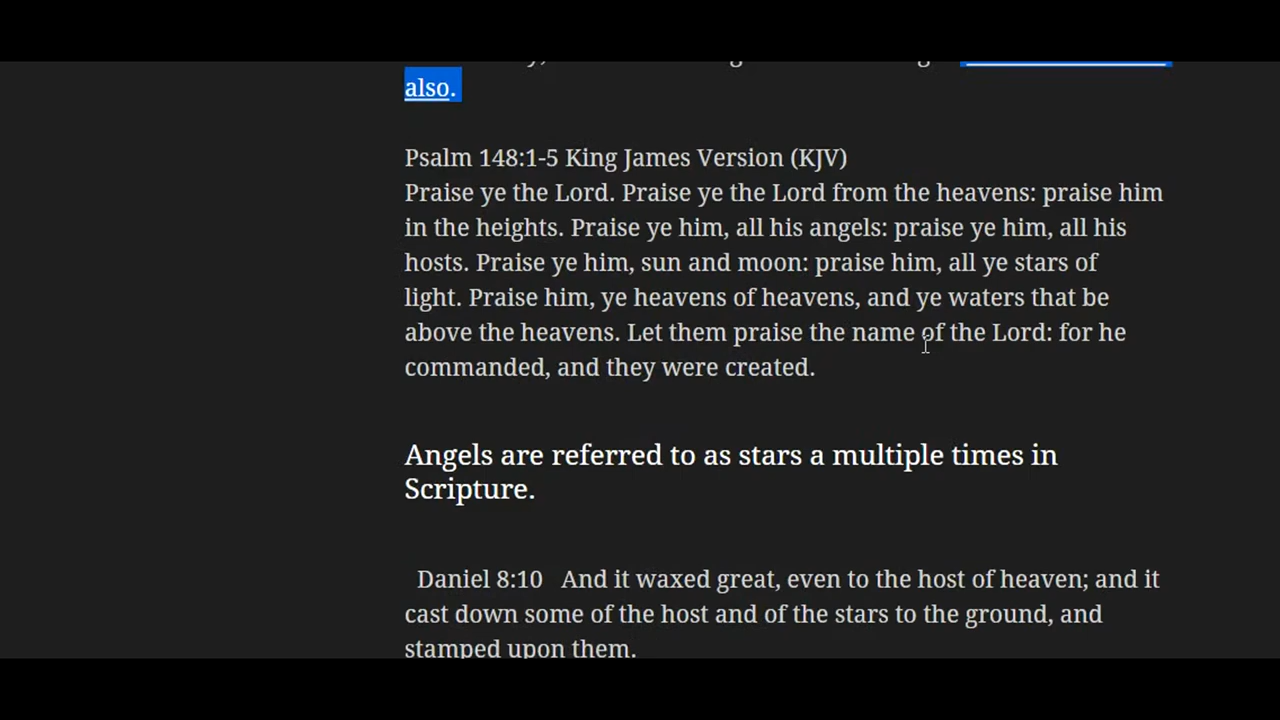 also.
Psalm 148:1-5 King James Version (KJV)
Praise ye the Lord. Praise ye the Lord from the heavens: praise him
in the heights. Praise ye him, all his angels: praise ye him, all his
hosts. Praise ye him, sun and moon: praise him, all ye stars of
light. Praise him, ye heavens of heavens, and ye waters that be
above the heavens. Let them praise the name of the Lord: for he
commanded, and they were created.
Angels are referred to as stars a multiple times in
Scripture.
Daniel 8:10 And it waxed great, even to the host of heaven; and it
cast down some of the host and of the stars to the ground, and
stamped upon them.